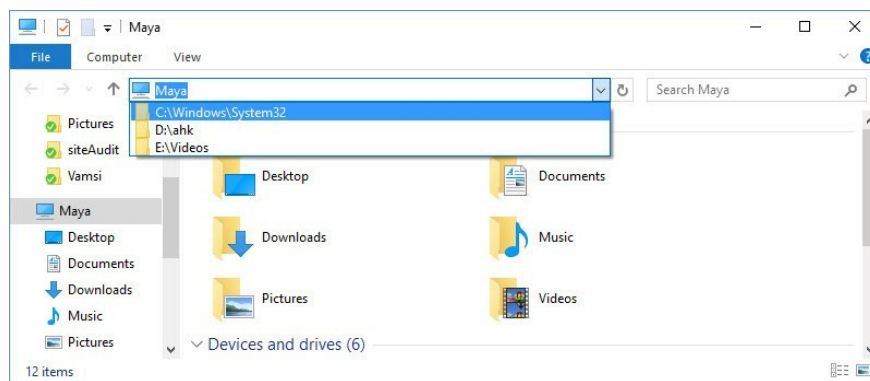 Maya
File Computer View
Maya
Search Maya
C:\Windows\System32
D:\ahk
E:\Videos
Pictures
siteAudit
Vamsi
Maya
Desktop
Documents
Downloads
Music
Pictures
Desktop Documents
Downloads Music
Pictures Videos
Devices and drives (6)
12 items